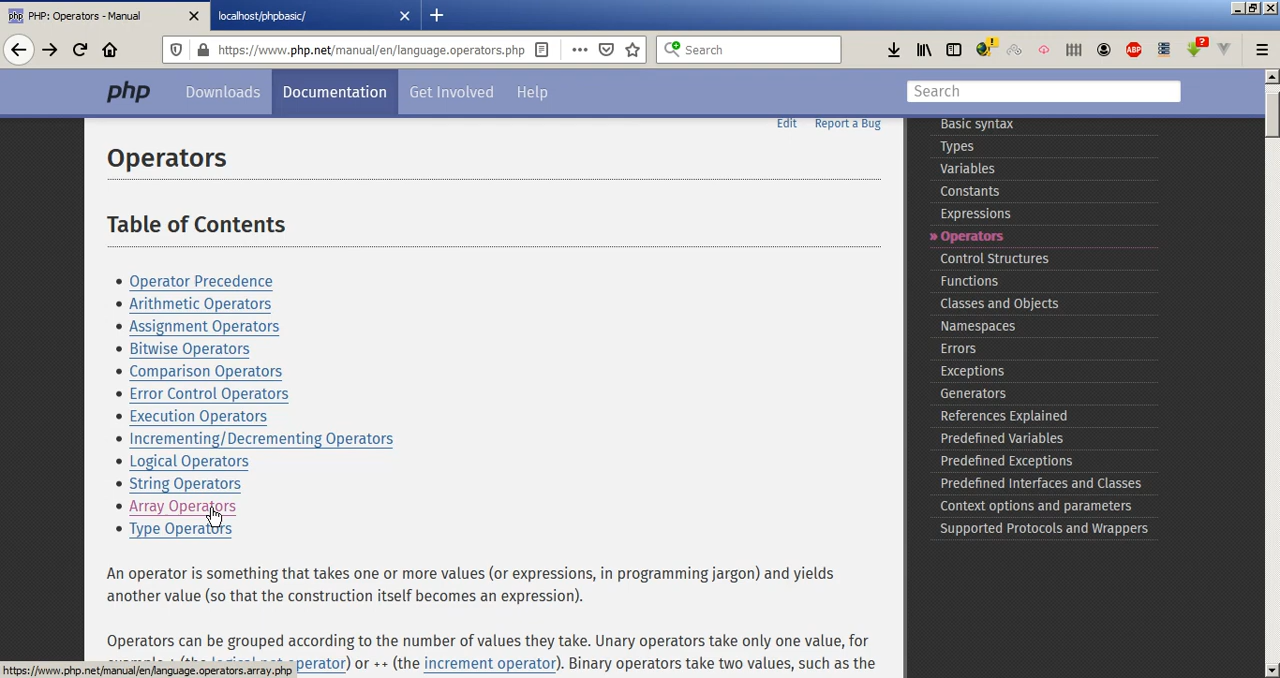 PHP: Operators - Manual
localhost/phpbasic/
https://www.php.net/manual/en/language.operators.php
Search
ABP
php
Downloads
Documentation
Get Involved
Help
Search
Edit
Report a Bug
Operators
Table of Contents
• Operator Precedence
• Arithmetic Operators
• Assignment Operators
• Bitwise Operators
• Comparison Operators
• Error Control Operators
• Execution Operators
• Incrementing/Decrementing Operators
• Logical Operators
• String Operators
• Array Operators
• Type Operators
An operator is something that takes one or more values (or expressions, in programming jargon) and yields
another value (so that the construction itself becomes an expression).
Operators can be grouped according to the number of values they take. Unary operators take only one value, for
example ! (the logical not operator) or ++ (the increment operator). Binary operators take two values, such as the
Basic syntax
Types
Variables
Constants
Expressions
» Operators
Control Structures
Functions
Classes and Objects
Namespaces
Errors
Exceptions
Generators
References Explained
Predefined Variables
Predefined Exceptions
Predefined Interfaces and Classes
Context options and parameters
Supported Protocols and Wrappers
https://www.php.net/manual/en/language.operators.array.php